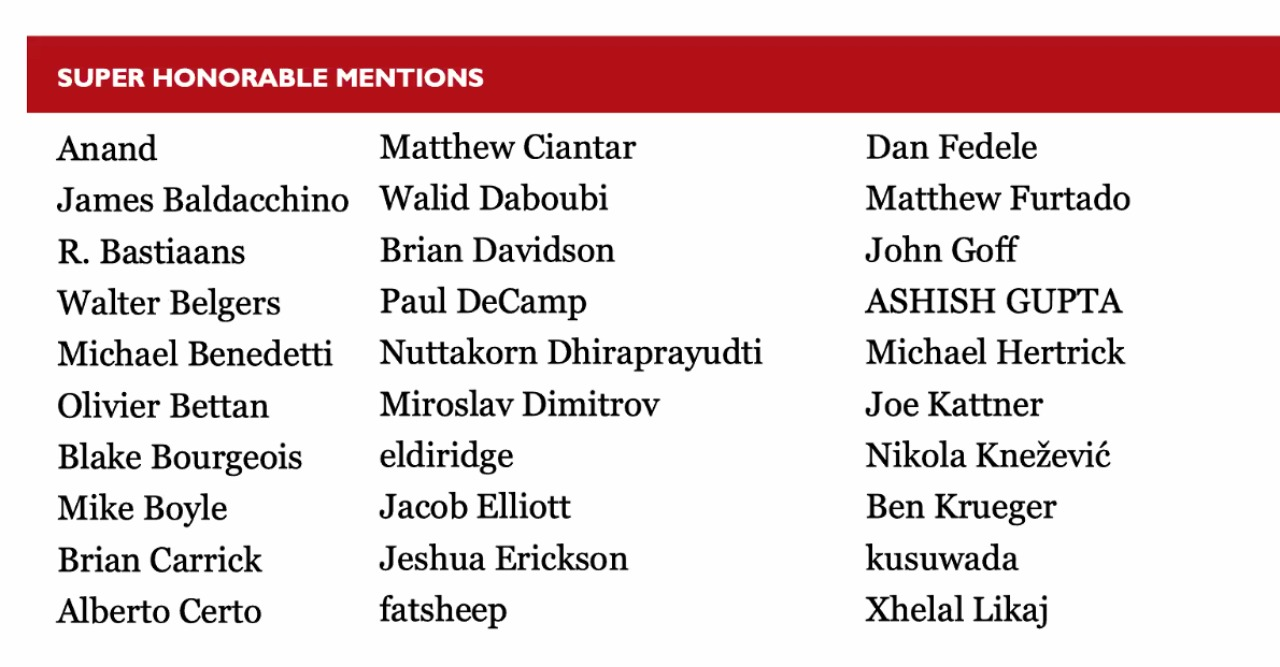 SUPER HONORABLE MENTIONS
Anand
James Baldacchino
R. Bastiaans
Walter Belgers
Michael Benedetti
Olivier Bettan
Blake Bourgeois
Mike Boyle
Brian Carrick
Alberto Certo
Matthew Ciantar
Walid Daboubi
Brian Davidson
Paul DeCamp
Nuttakorn Dhiraprayudti
Miroslav Dimitrov
eldiridge
Jacob Elliott
Jeshua Erickson
fatsheep
Dan Fedele
Matthew Furtado
John Goff
ASHISH GUPTA
Michael Hertrick
Joe Kattner
Nikola Knežević
Ben Krueger
kusuwada
Xhelal Likaj